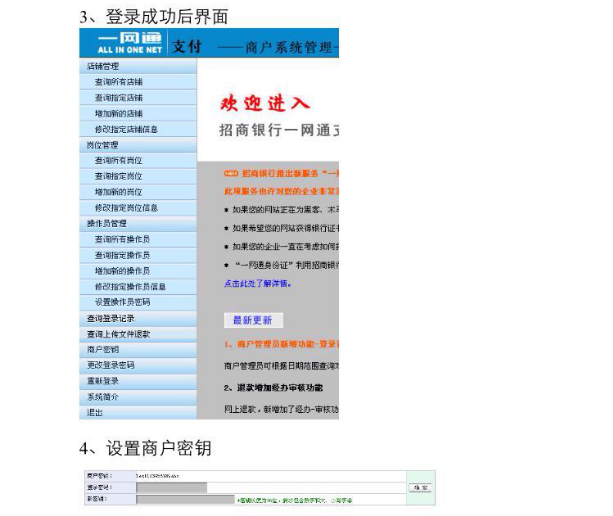 3、登录成功后界面
一网通
ALL IN ONE NET
支付 ——商户系统管理
店铺管理
查询所有店铺
查询指定店铺
增加新的店铺
修改指定店铺信息
岗位管理
查询所有岗位
查询指定岗位
增加新的岗位
修改指定岗位信息
操作员管理
查询所有操作员
查询指定操作员
增加新的操作员
修改指定操作员信息
设置操作员密码
查询登录记录
查询上传文件退款
商户密钥
更改登录密码
重新登录
系统简介
退出
欢迎进入
招商银行一网通支
招商银行推出新服务“一
此项服务也许对您的企业非常
* 如果您的网站正在为黑客、木马
* 如果希望您的网站获得银行证书
* 如果您的企业一直在考虑如何
* “一网通身份证”利用招商银行
点击此处了解详情。
最新更新
1、商户管理员新增功能-登录
商户管理员可根据日期范围查询
2、退款增加经办审核功能
网上退款，新增了经办-审核功
4、设置商户密钥
商户密钥：
登录密码：
新密钥：
确 定